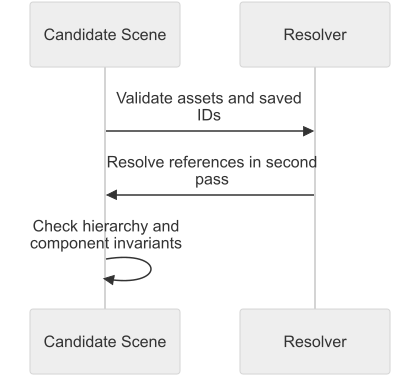 Candidate Scene
Resolver
Validate assets and saved
IDs
Resolve references in second
pass
Check hierarchy and
component invariants
Candidate Scene
Resolver